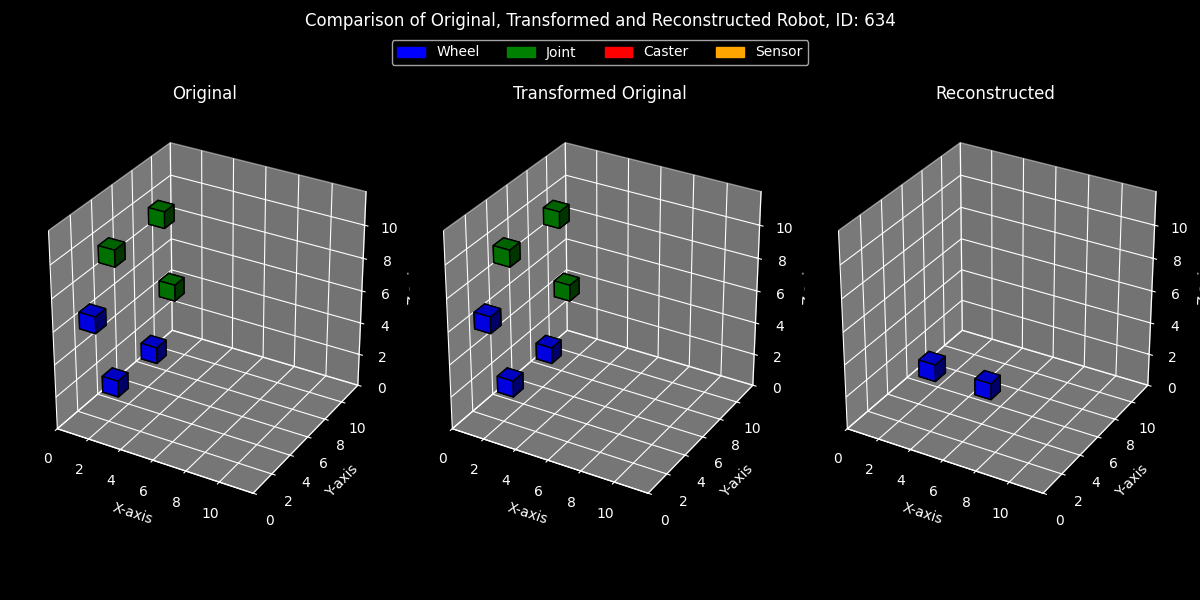 Comparison of Original, Transformed and Reconstructed Robot, ID: 634
Wheel Joint Caster Sensor
Original Transformed Original Reconstructed
10 10 10
8 8 8
6 6 6
4 4 4
2 2 2
0 0 0
10 10 10
8 8 8
6 6 6
4 4 4
2 2 2
0 0 0
0 2 4 6 8 10 0 2 4 6 8 10 0 2 4 6 8 10
X-axis Y-axis X-axis Y-axis X-axis Y-axis